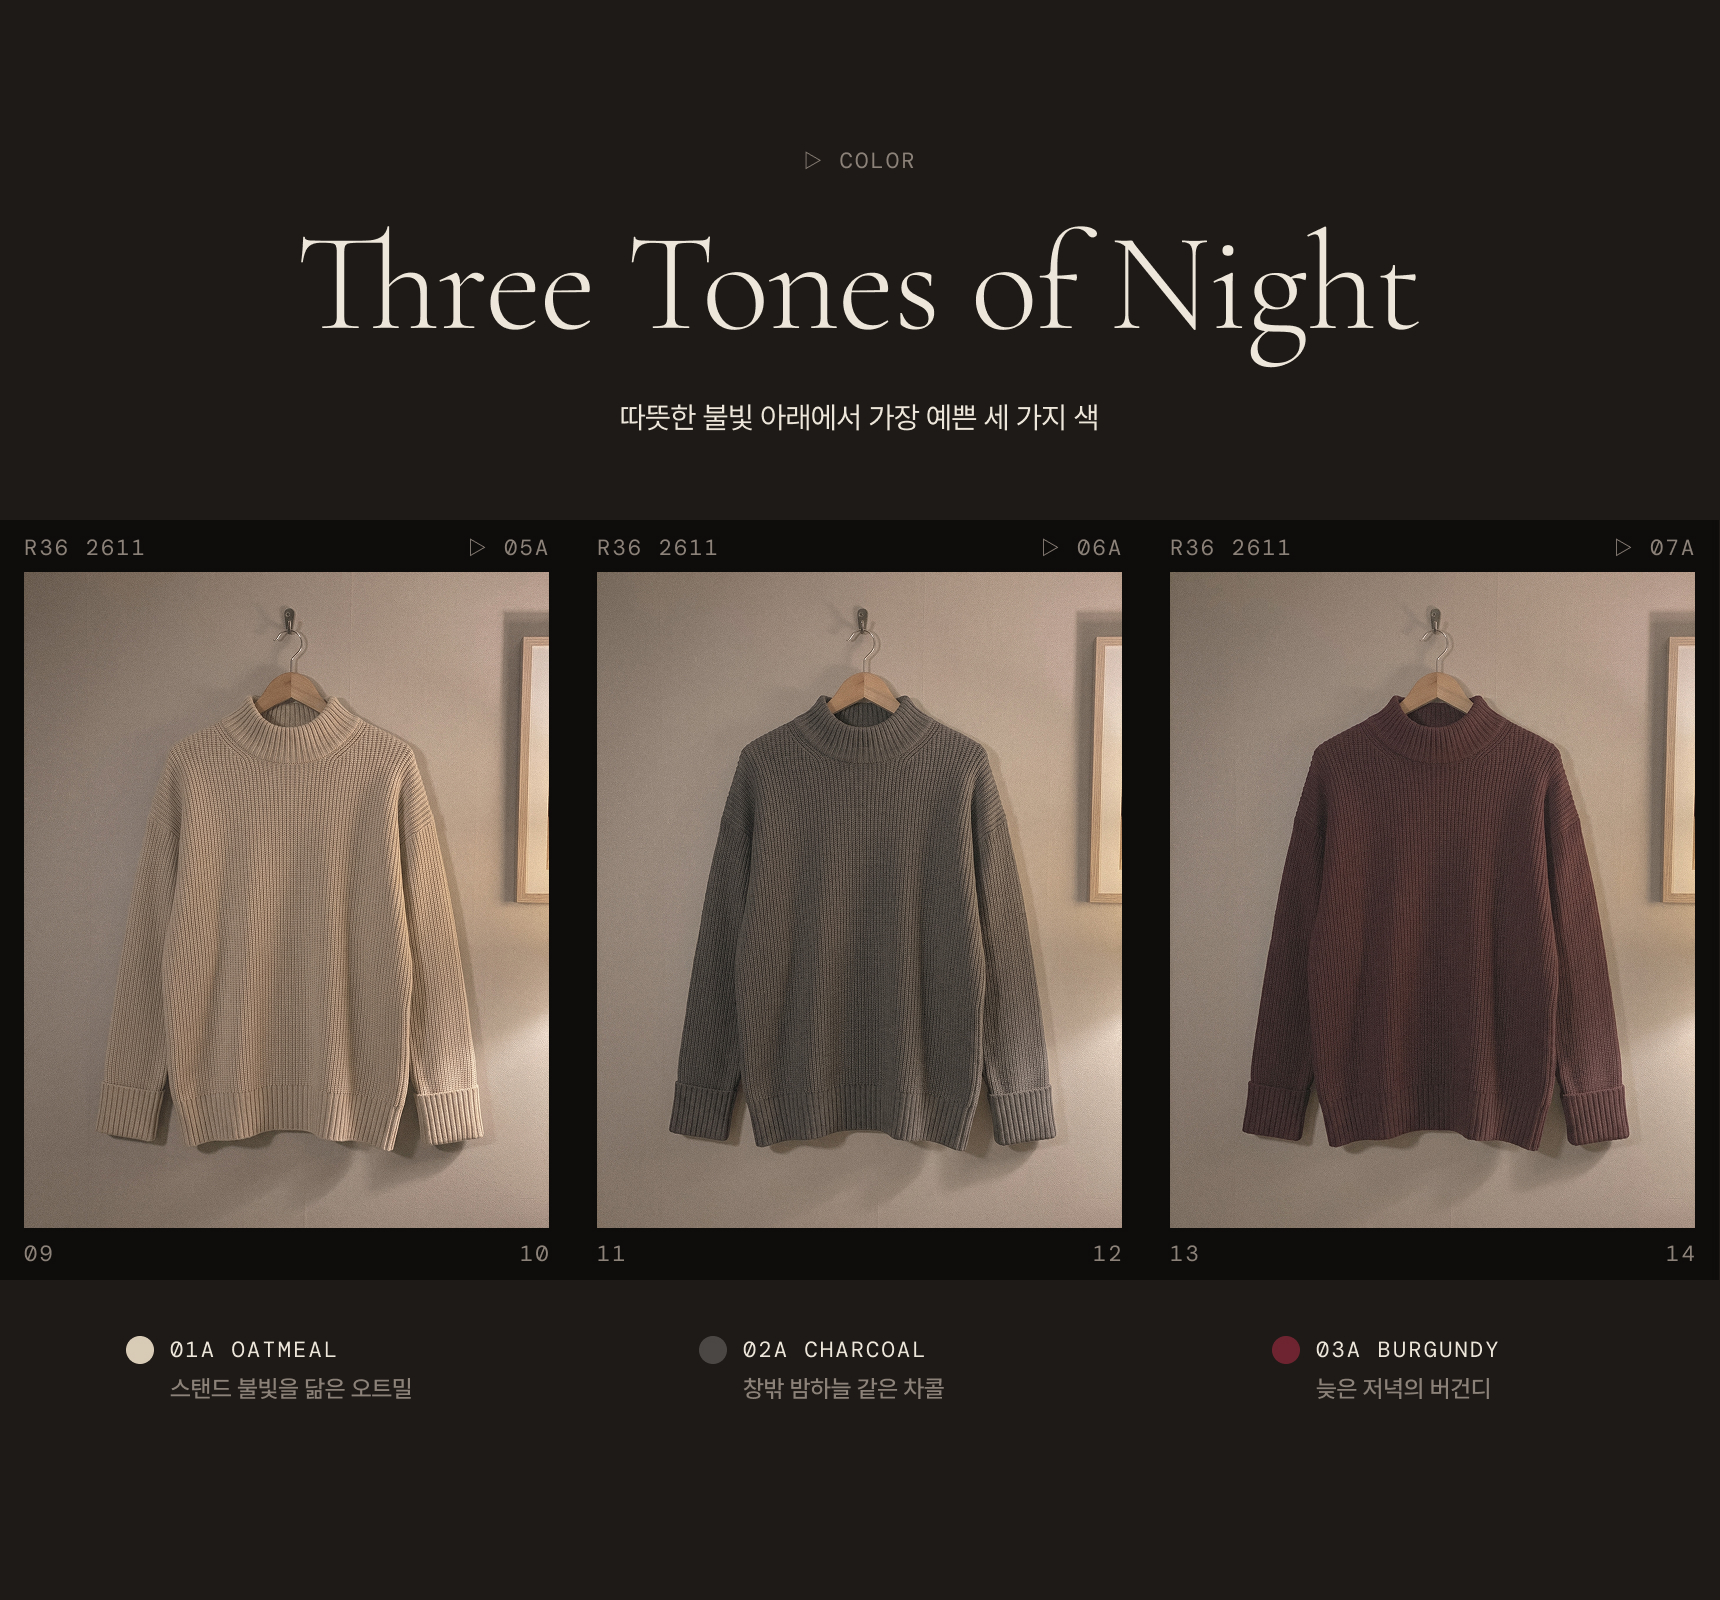 ▷ COLOR
Three Tones of Night
따뜻한 불빛 아래에서 가장 예쁜 세 가지 색
R36 2611 ▷ 05A R36 2611 ▷ 06A R36 2611 ▷ 07A
09 10 11 12 13 14
01A OATMEAL
스탠드 불빛을 닮은 오트밀
02A CHARCOAL
창밖 밤하늘 같은 차콜
03A BURGUNDY
늦은 저녁의 버건디